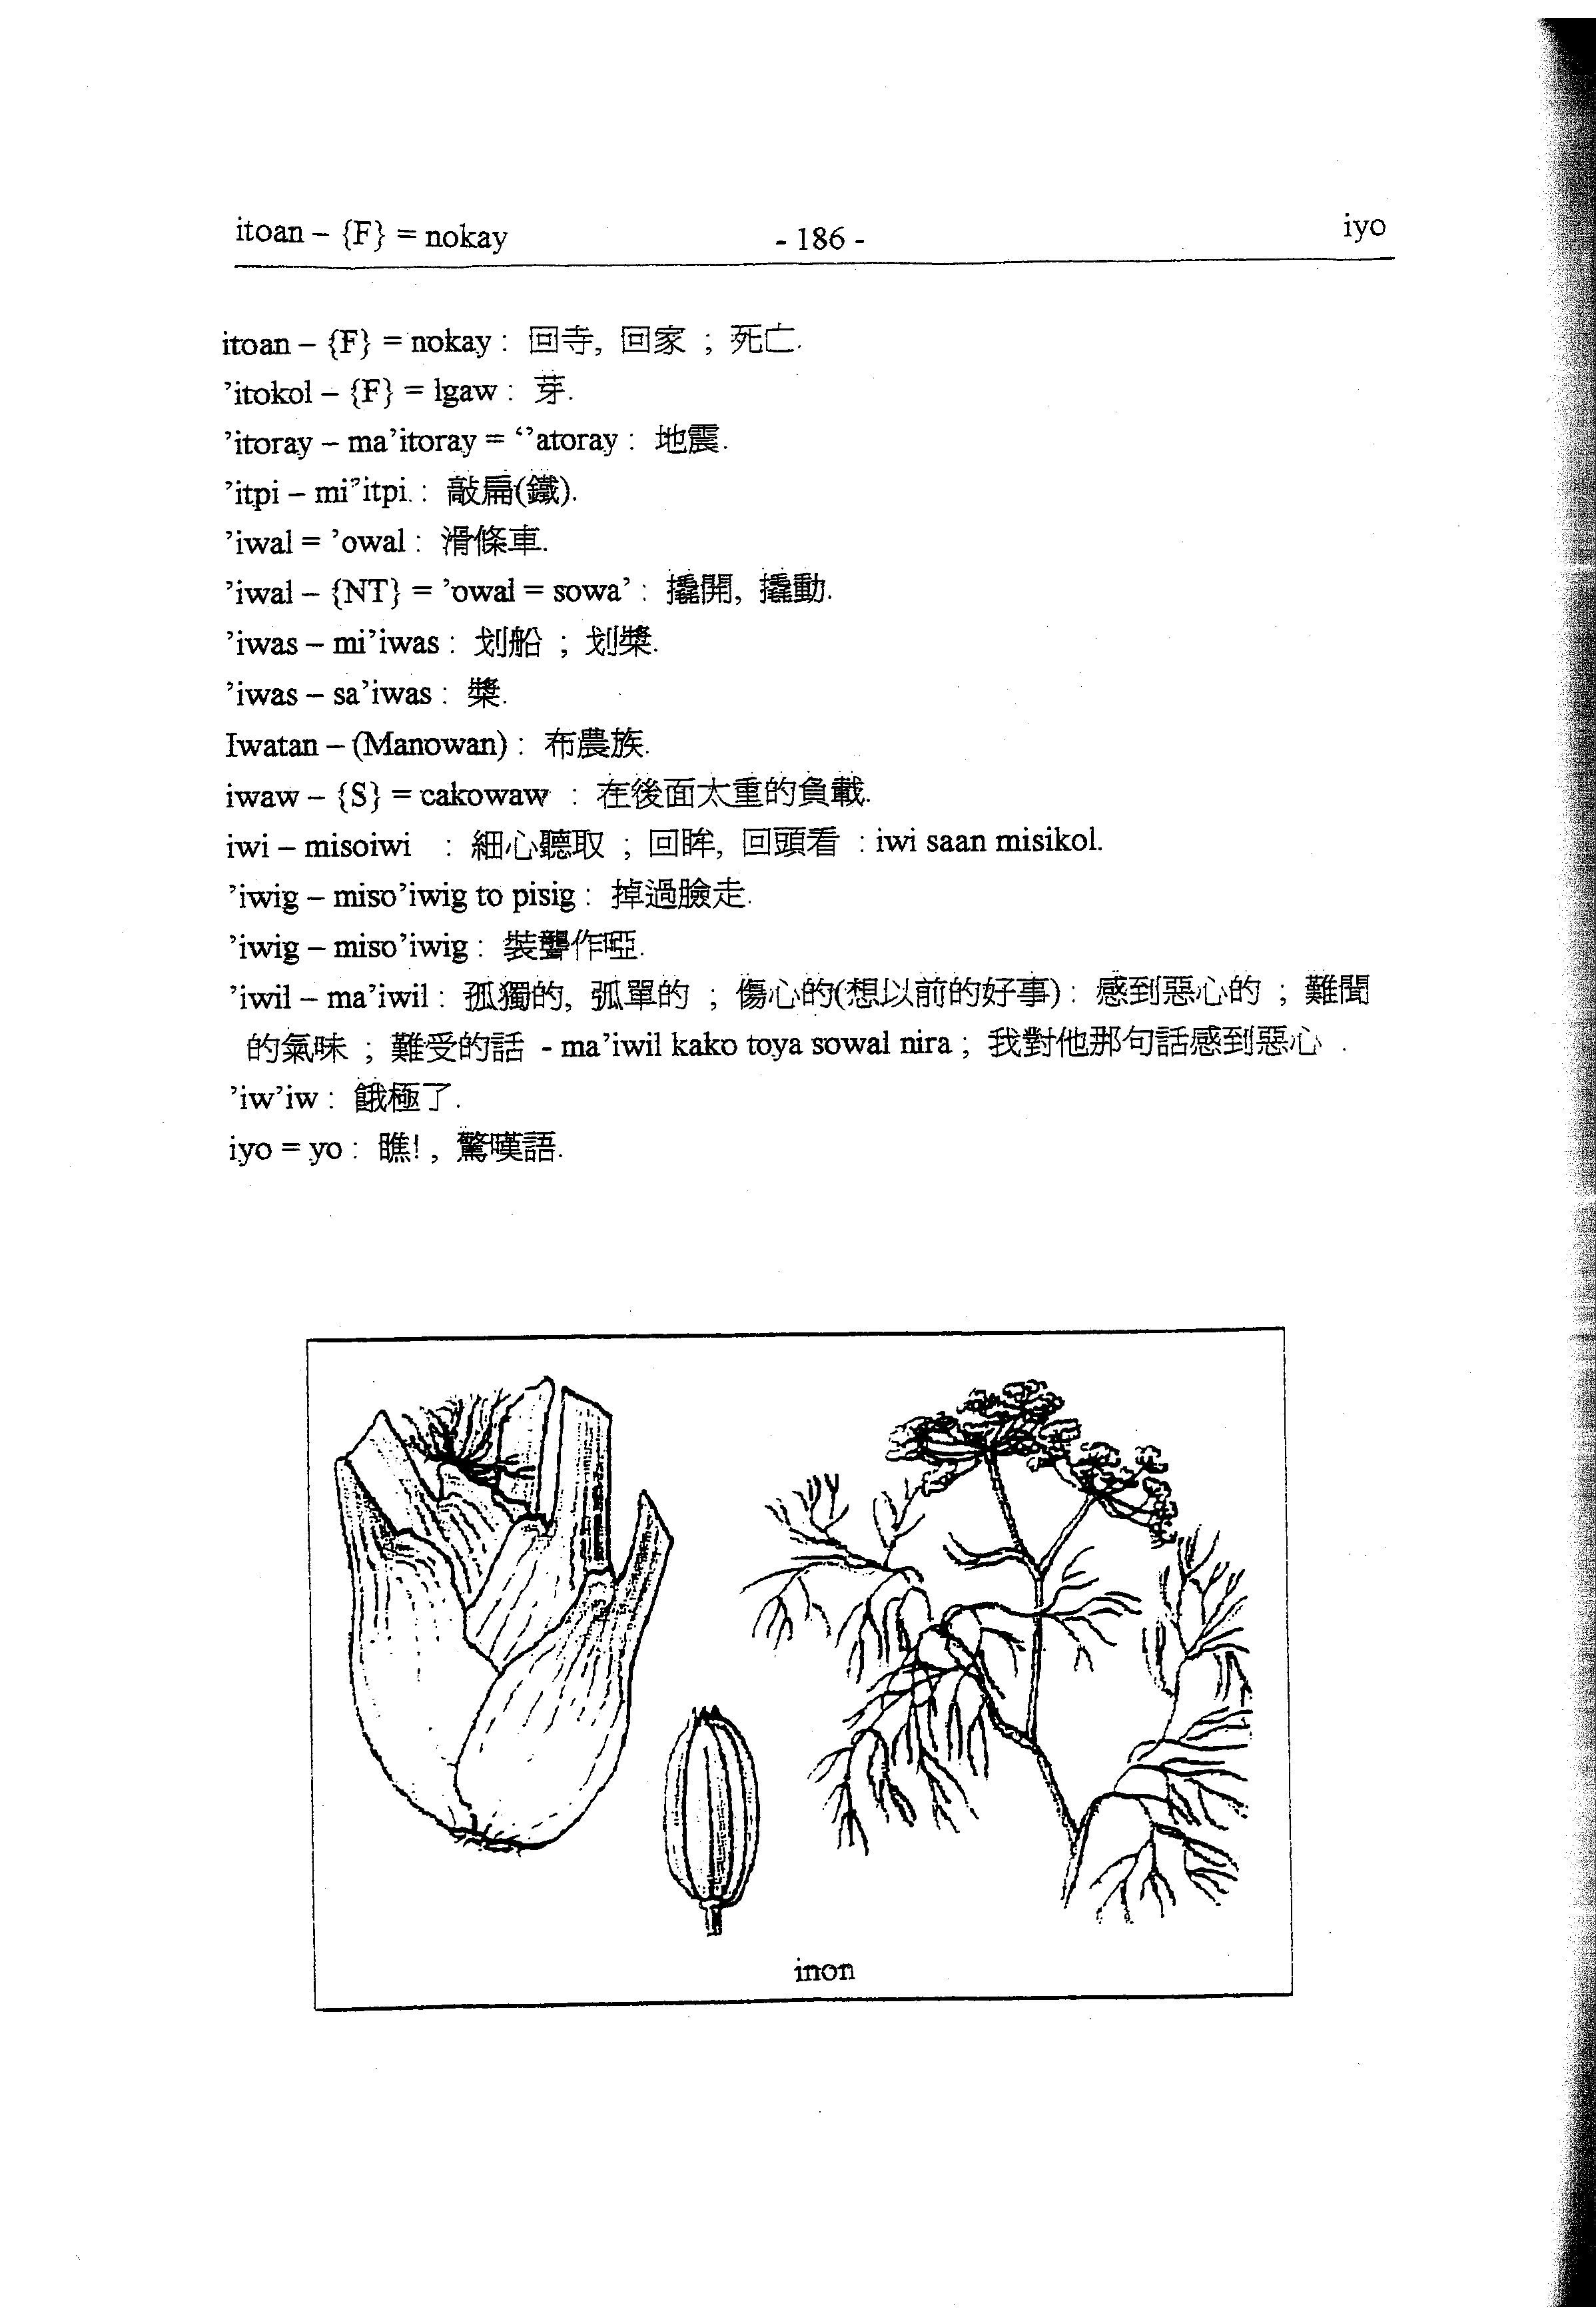 itoan – {F} = nokay - 186 - iyo
itoan – {F} = nokay : 回寺, 回家 ; 死亡.
’itokol – {F} = lgaw : 芽.
’itoray – ma’itoray = ‘’atoray : 地震.
’itpi – mi’’itpi. : 敲扁(鐵).
’iwal = ’owal : 滑條車.
’iwal – {NT} = ’owal = sowa’ : 撬開, 撬動.
’iwas – mi’iwas : 划船 ; 划槳.
’iwas – sa’iwas : 槳.
Iwatan – (Manowan) : 布農族.
iwaw – {S} = cakowaw : 在後面太重的負載.
iwi – misoiwi : 細心聽取 ; 回眸, 回頭看 : iwi saan misikol.
’iwig – miso’iwig to pisig : 掉過臉走.
’iwig – miso’iwig : 裝聾作啞.
’iwil – ma’iwil : 孤獨的, 孤單的 ; 傷心的(想以前的好事) : 感到惡心的 ; 難聞
的氣味 ; 難受的話 - ma’iwil kako toya sowal nira ; 我對他那句話感到惡心 .
’iw’iw : 餓極了.
iyo = yo : 瞧! , 驚嘆語.
inon